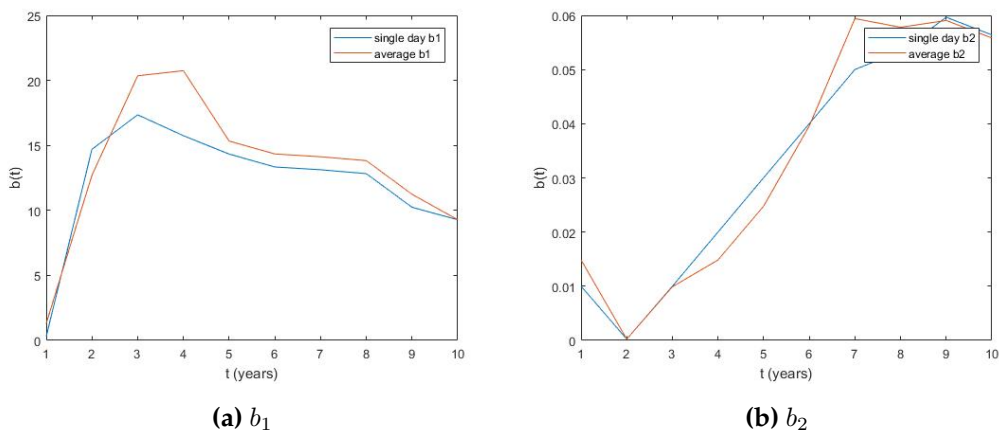 25
20
15
10
5
0
b(t)
1 2 3 4 5 6 7 8 9 10
t (years)
single day b1
average b1
(a) b₁
0.06
0.05
0.04
0.03
0.02
0.01
0
b(t)
1 2 3 4 5 6 7 8 9 10
t (years)
single day b2
average b2
(b) b₂